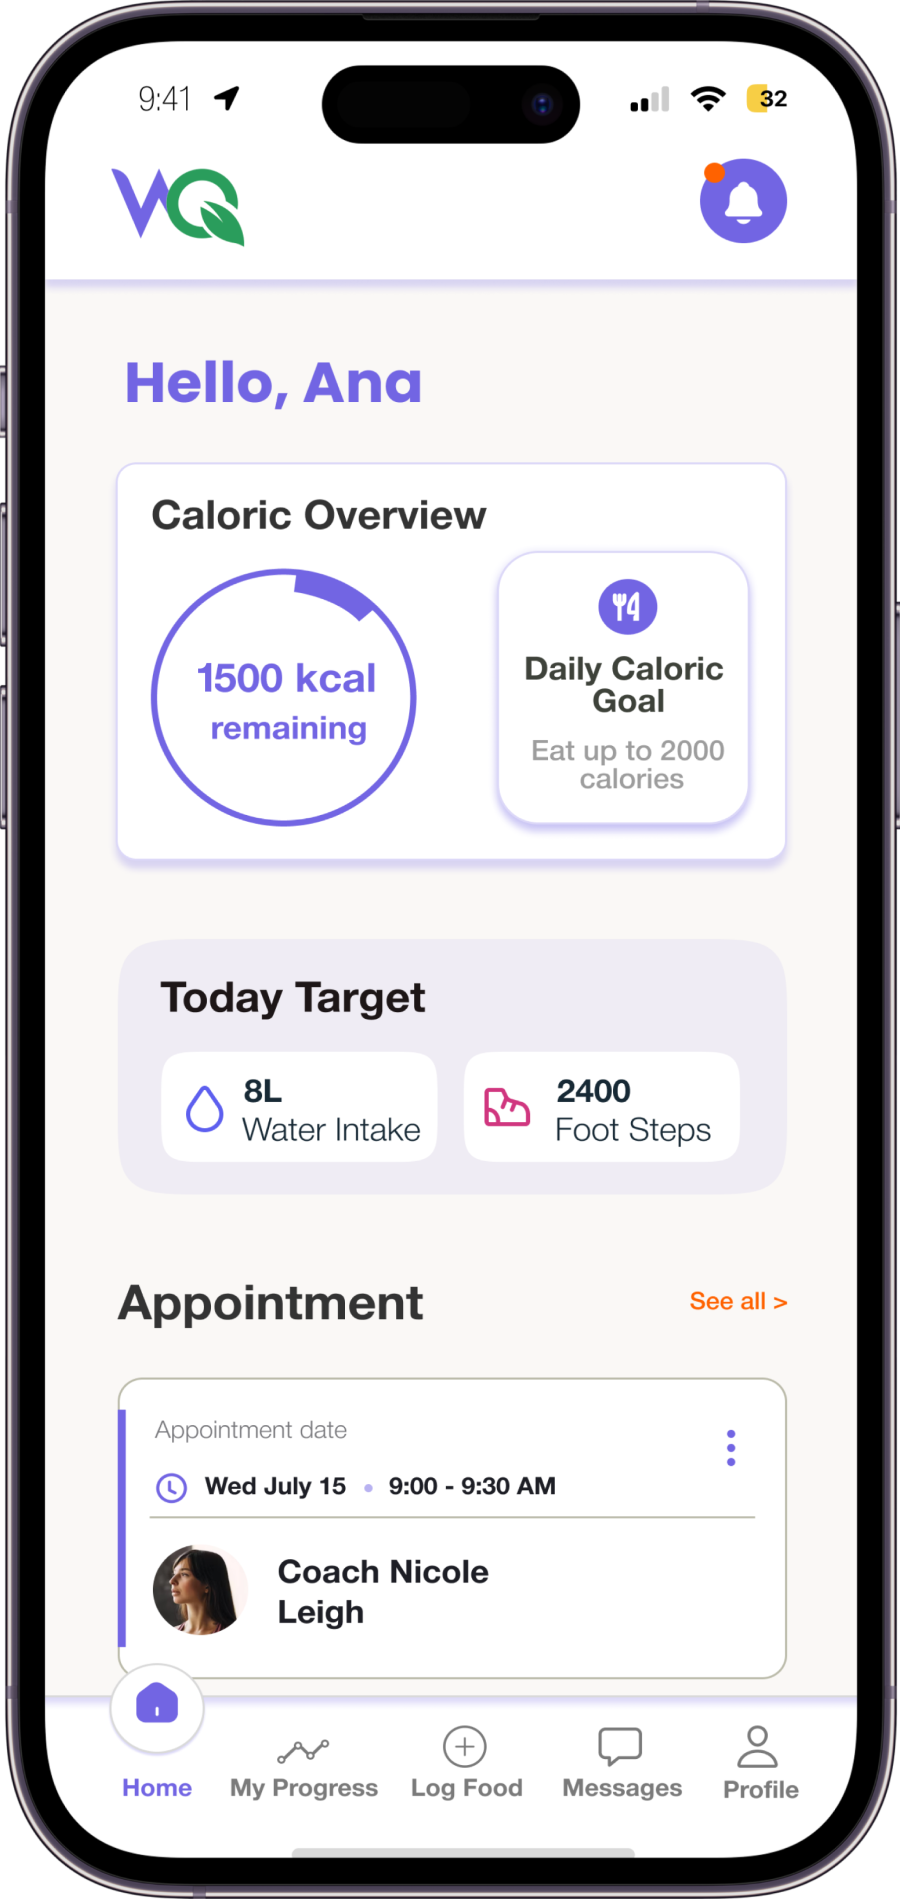 9:41
32
VQ
Hello, Ana
Caloric Overview
1500 kcal
remaining
Daily Caloric
Goal
Eat up to 2000
calories
Today Target
8L
Water Intake
2400
Foot Steps
Appointment
See all >
Appointment date
Wed July 15 • 9:00 - 9:30 AM
Coach Nicole
Leigh
Home
My Progress
Log Food
Messages
Profile